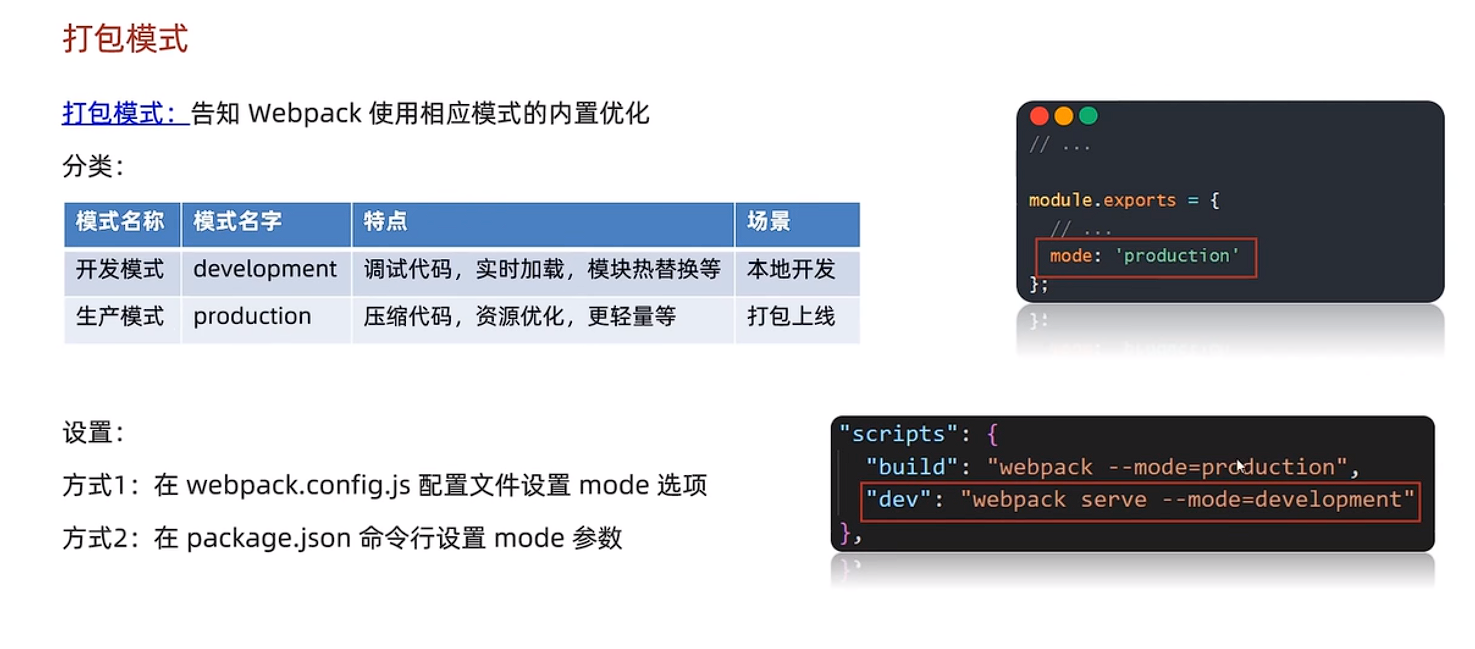 打包模式
打包模式：告知 Webpack 使用相应模式的内置优化
分类：
模式名称 模式名字 特点 场景
开发模式 development 调试代码，实时加载，模块热替换等 本地开发
生产模式 production 压缩代码，资源优化，更轻量等 打包上线
// ...
module.exports = {
// ...
mode: 'production'
};
设置：
方式1：在 webpack.config.js 配置文件设置 mode 选项
方式2：在 package.json 命令行设置 mode 参数
"scripts": {
"build": "webpack --mode=production",
"dev": "webpack serve --mode=development"
},